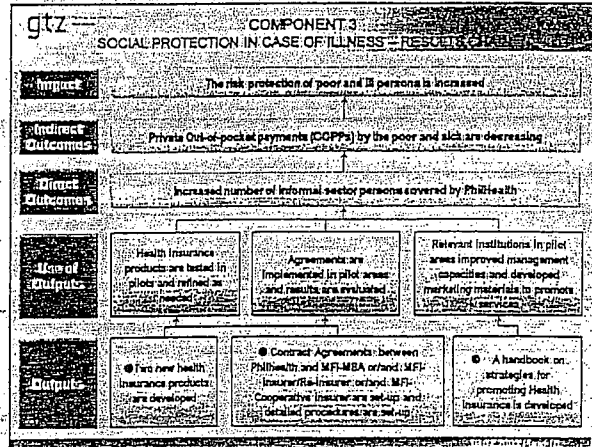 gtz
COMPONENT 3
SOCIAL PROTECTION IN CASE OF ILLNESS – RESULTS CHAIN
Impact
The risk protection of poor and ill persons is increased
Indirect
Outcomes
Private Out-of-pocket payments (OOPPs) by the poor and sick are decreasing
Direct
Outcomes
Increased number of informal sector persons covered by PhilHealth
Use of
Outputs
Health insurance
products are tested in
pilots and refined as
needed
Agreements are
implemented in pilot areas
and results are evaluated
Relevant Institutions in pilot
areas improved management
capacities and developed
marketing materials to promote
services
Outputs
Two new health
insurance products
are developed
Contract Agreements between
PhilHealth and MFI-MBA or/and MFI-
Insurer/Re-insurer or/and MFI-
Cooperative insurer are set-up and
detailed procedures are set-up
A handbook on
strategies for
promoting Health
Insurance is developed